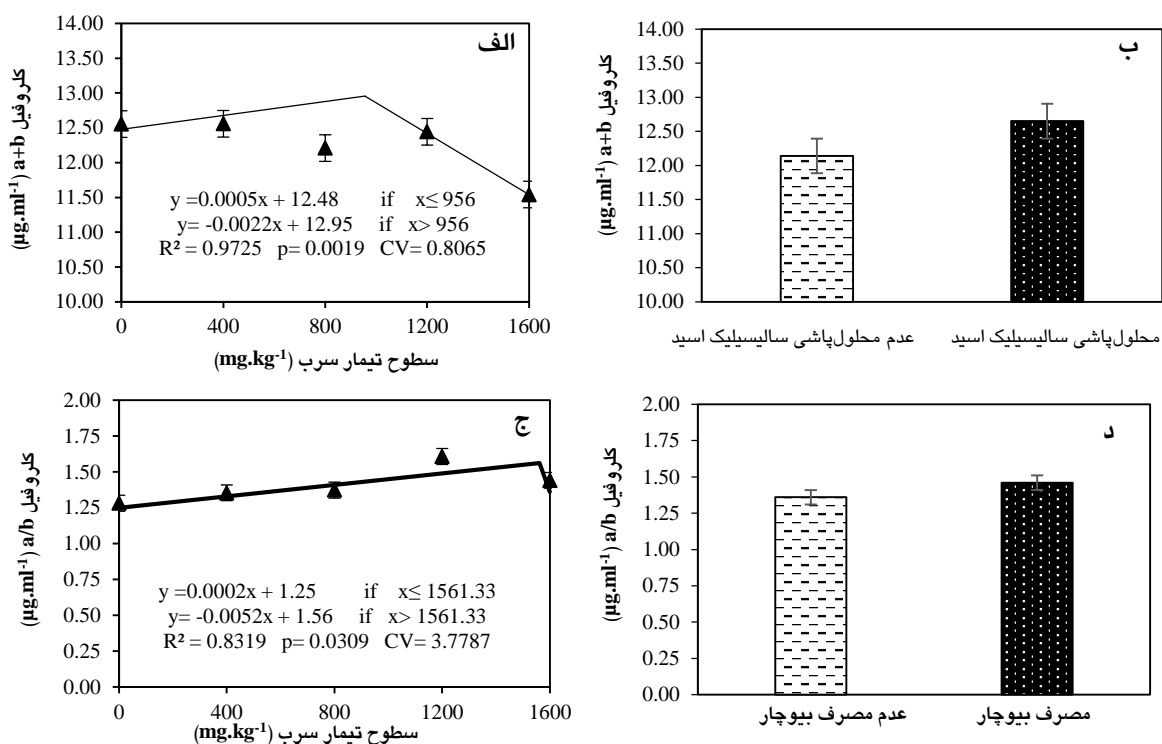 الف
کلروفیل a+b (µg.ml-1)
14.00
13.50
13.00
12.50
12.00
11.50
11.00
10.50
10.00
y =0.0005x + 12.48 if x≤ 956
y= -0.0022x + 12.95 if x> 956
R² = 0.9725 p= 0.0019 CV= 0.8065
0 400 800 1200 1600
سطوح تیمار سرب (mg.kg-1)
ب
کلروفیل a+b (µg.ml-1)
14.00
13.50
13.00
12.50
12.00
11.50
11.00
10.50
10.00
عدم محلول‌پاشی سالیسیلیک اسید
محلول‌پاشی سالیسیلیک اسید
ج
کلروفیل a/b (µg.ml-1)
2.00
1.75
1.50
1.25
1.00
0.75
0.50
0.25
0.00
y =0.0002x + 1.25 if x≤ 1561.33
y= -0.0052x + 1.56 if x> 1561.33
R² = 0.8319 p= 0.0309 CV= 3.7787
0 400 800 1200 1600
سطوح تیمار سرب (mg.kg-1)
د
کلروفیل a/b (µg.ml-1)
2.00
1.75
1.50
1.25
1.00
0.75
0.50
0.25
0.00
عدم مصرف بیوچار
مصرف بیوچار